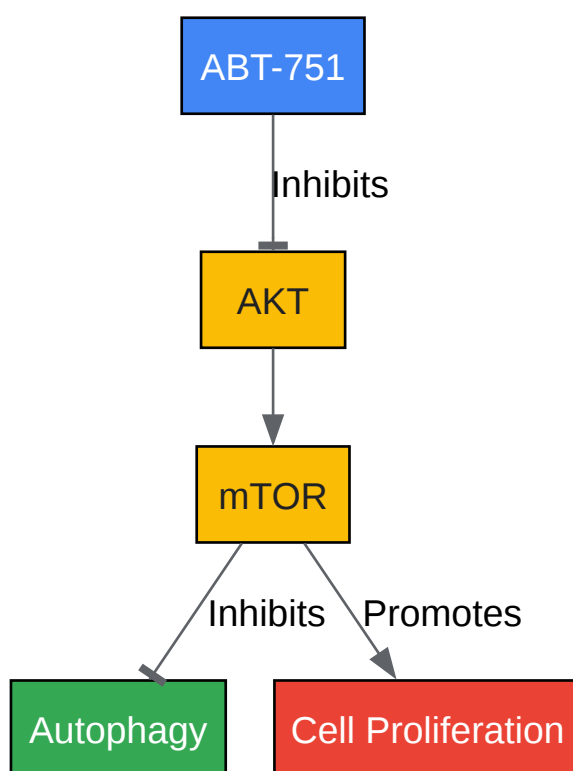 ABT-751
Inhibits
AKT
mTOR
Inhibits
Promotes
Autophagy
Cell Proliferation